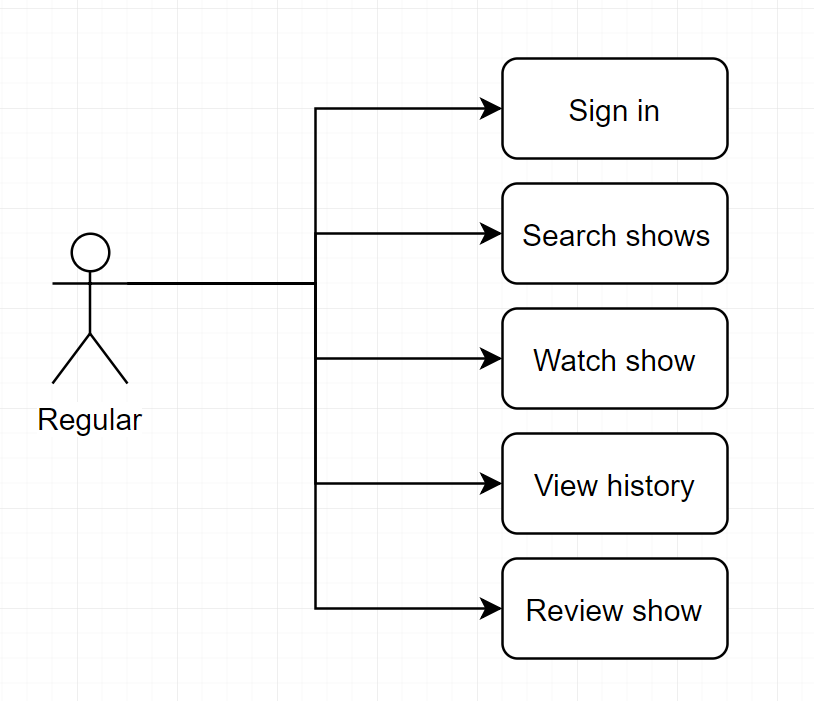 Sign in
Search shows
Watch show
Regular
View history
Review show